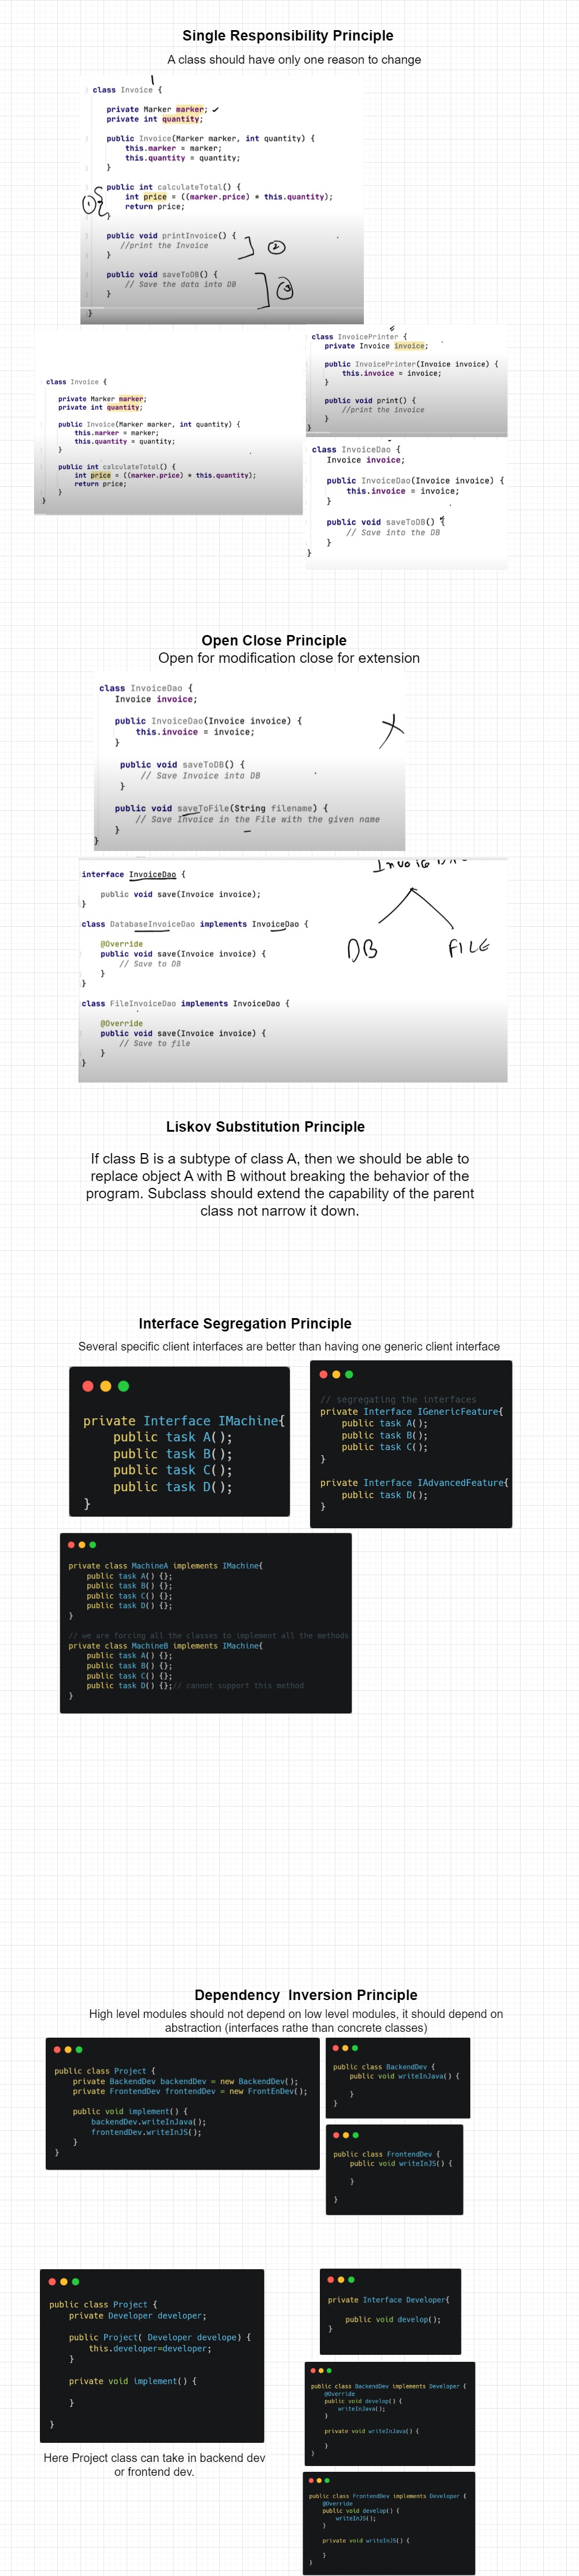 Single Responsibility Principle
A class should have only one reason to change
1
class Invoice {
private Marker marker;
private int quantity;
public Invoice(Marker marker, int quantity) {
this.marker = marker;
this.quantity = quantity;
}
public int calculateTotal() {
int price = ((marker.price) * this.quantity);
return price;
}
1
public void printInvoice() {
//print the Invoice
}
2
public void saveToDB() {
// Save the data into DB
}
3
}
class Invoice {
private Marker marker;
private int quantity;
public Invoice(Marker marker, int quantity) {
this.marker = marker;
this.quantity = quantity;
}
public int calculateTotal() {
int price = ((marker.price) * this.quantity);
return price;
}
}
class InvoicePrinter {
private Invoice invoice;
public InvoicePrinter(Invoice invoice) {
this.invoice = invoice;
}
public void print() {
//print the invoice
}
}
class InvoiceDao {
Invoice invoice;
public InvoiceDao(Invoice invoice) {
this.invoice = invoice;
}
public void saveToDB() {
// Save into the DB
}
}
Open Close Principle
Open for modification close for extension
class InvoiceDao {
Invoice invoice;
public InvoiceDao(Invoice invoice) {
this.invoice = invoice;
}
public void saveToDB() {
// Save Invoice into DB
}
public void saveToFile(String filename) {
// Save Invoice in the File with the given name
}
}
interface InvoiceDao {
public void save(Invoice invoice);
}
class DatabaseInvoiceDao implements InvoiceDao {
@Override
public void save(Invoice invoice) {
// Save to DB
}
}
class FileInvoiceDao implements InvoiceDao {
@Override
public void save(Invoice invoice) {
// Save to file
}
}
DB
FILE
Liskov Substitution Principle
If class B is a subtype of class A, then we should be able to
replace object A with B without breaking the behavior of the
program. Subclass should extend the capability of the parent
class not narrow it down.
Interface Segregation Principle
Several specific client interfaces are better than having one generic client interface
private Interface IMachine{
public task A();
public task B();
public task C();
public task D();
}
// segregating the interfaces
private Interface IGenericFeature{
public task A();
public task B();
public task C();
}
private Interface IAdvancedFeature{
public task D();
}
private class MachineA implements IMachine{
public task A() {};
public task B() {};
public task C() {};
public task D() {};
}
// we are forcing all the classes to implement all the methods
private class MachineB implements IMachine{
public task A() {};
public task B() {};
public task C() {};
public task D() {};// cannot support this method
}
Dependency Inversion Principle
High level modules should not depend on low level modules, it should depend on
abstraction (interfaces rathe than concrete classes)
public class Project {
private BackendDev backendDev = new BackendDev();
private FrontendDev frontendDev = new FrontEndDev();
public void implement() {
backendDev.writeInJava();
frontendDev.writeInJS();
}
}
public class BackendDev {
public void writeInJava() {
}
}
public class FrontendDev {
public void writeInJS() {
}
}
public class Project {
private Developer developer;
public Project( Developer develope) {
this.developer=developer;
}
private void implement() {
}
}
Here Project class can take in backend dev
or frontend dev.
private Interface Developer{
public void develop();
}
public class BackendDev implements Developer {
@Override
public void develop() {
writeInJava();
}
private void writeInJava() {
}
}
public class FrontendDev implements Developer {
@Override
public void develop() {
writeInJS();
}
private void writeInJS() {
}
}